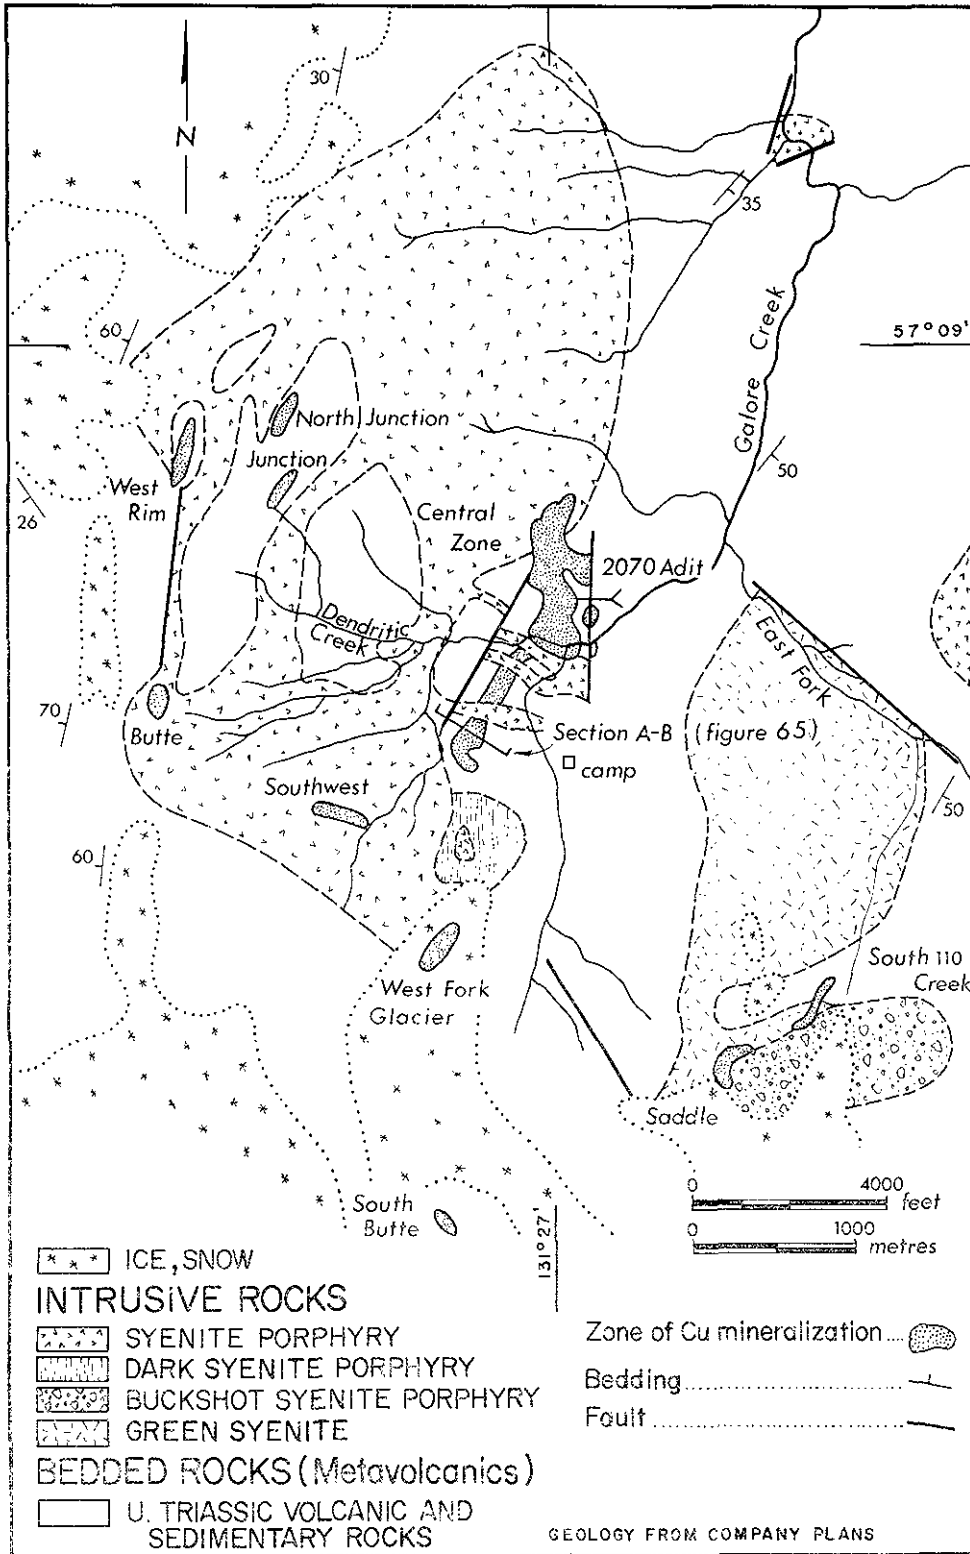 30
N
35
60
57°09'
Galore Creek
North Junction
Junction
West
Rim
50
26
Central
Zone
2070 Adit
Dendritic
Creek
East Fork
70
Butte
Section A-B (figure 65)
camp
Southwest
50
60
South 110
Creek
West Fork
Glacier
Saddle
0 4000
feet
South
Butte
0 1000
metres
131°27'
ICE, SNOW
INTRUSIVE ROCKS
SYENITE PORPHYRY
DARK SYENITE PORPHYRY
BUCKSHOT SYENITE PORPHYRY
GREEN SYENITE
BEDDED ROCKS (Metavolcanics)
U. TRIASSIC VOLCANIC AND
SEDIMENTARY ROCKS
Zone of Cu mineralization....
Bedding........................
Fault ...........................
GEOLOGY FROM COMPANY PLANS